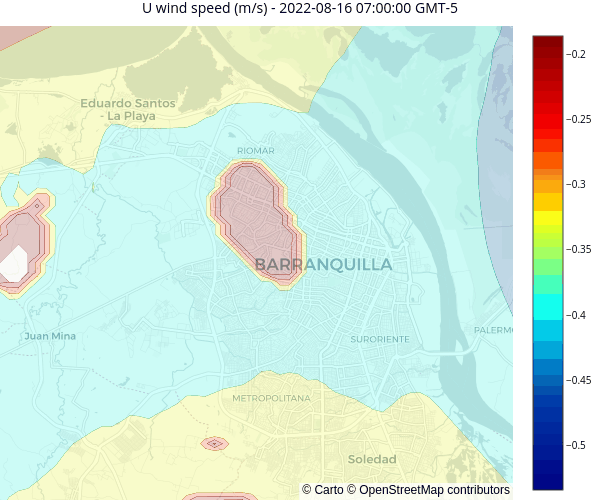 U wind speed (m/s) - 2022-08-16 07:00:00 GMT-5
Eduardo Santos
- La Playa
RIOMAR
BARRANQUILLA
Juan Mina
SURORIENTE
PALERMO
METROPOLITANA
Soledad
© Carto © OpenStreetMap contributors
−0.2
−0.25
−0.3
−0.35
−0.4
−0.45
−0.5